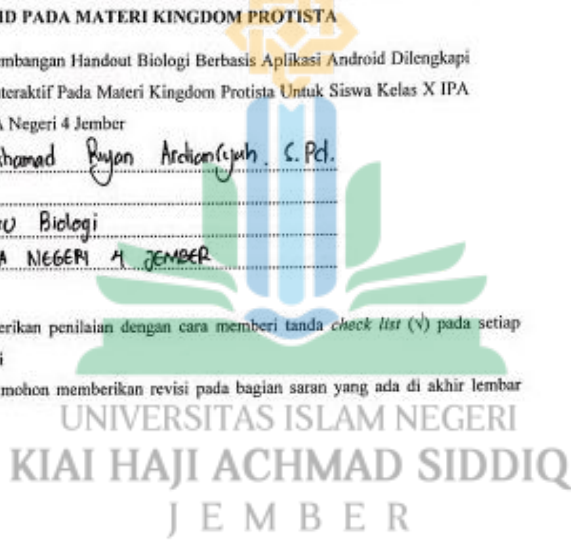 ID PADA MATERI KINGDOM PROTISTA
mbangan Handout Biologi Berbasis Aplikasi Android Dilengkapi
teraktif Pada Materi Kingdom Protista Untuk Siswa Kelas X IPA
A Negeri 4 Jember
hamad Ryan Ardiansyah. S.Pd.
ru Biologi
A NEGERI 4 JEMBER
erikan penilaian dengan cara memberi tanda check list (√) pada setiap
i
mohon memberikan revisi pada bagian saran yang ada di akhir lembar
UNIVERSITAS ISLAM NEGERI
KIAI HAJI ACHMAD SIDDIQ
JEMBER